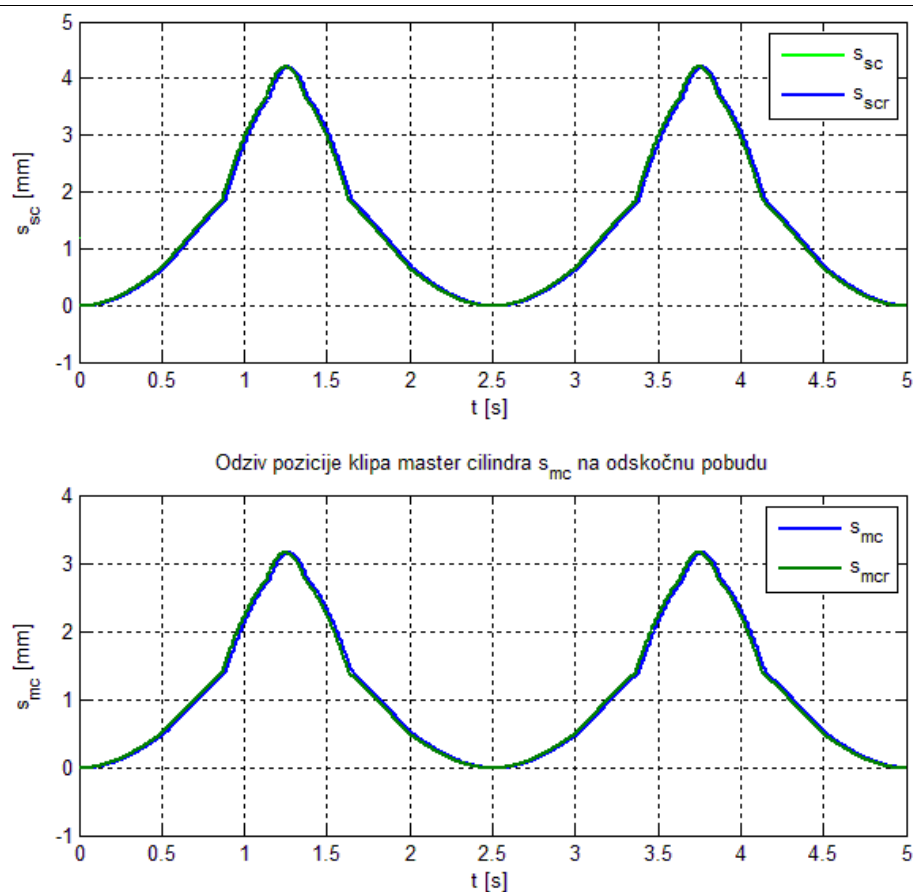 5
4
3
2
1
0
-1
s_sc [mm]
s_sc
s_scr
0 0.5 1 1.5 2 2.5 3 3.5 4 4.5 5
t [s]
Odziv pozicije klipa master cilindra s_mc na odskočnu pobudu
4
3
2
1
0
-1
s_mc [mm]
s_mc
s_mcr
0 0.5 1 1.5 2 2.5 3 3.5 4 4.5 5
t [s]